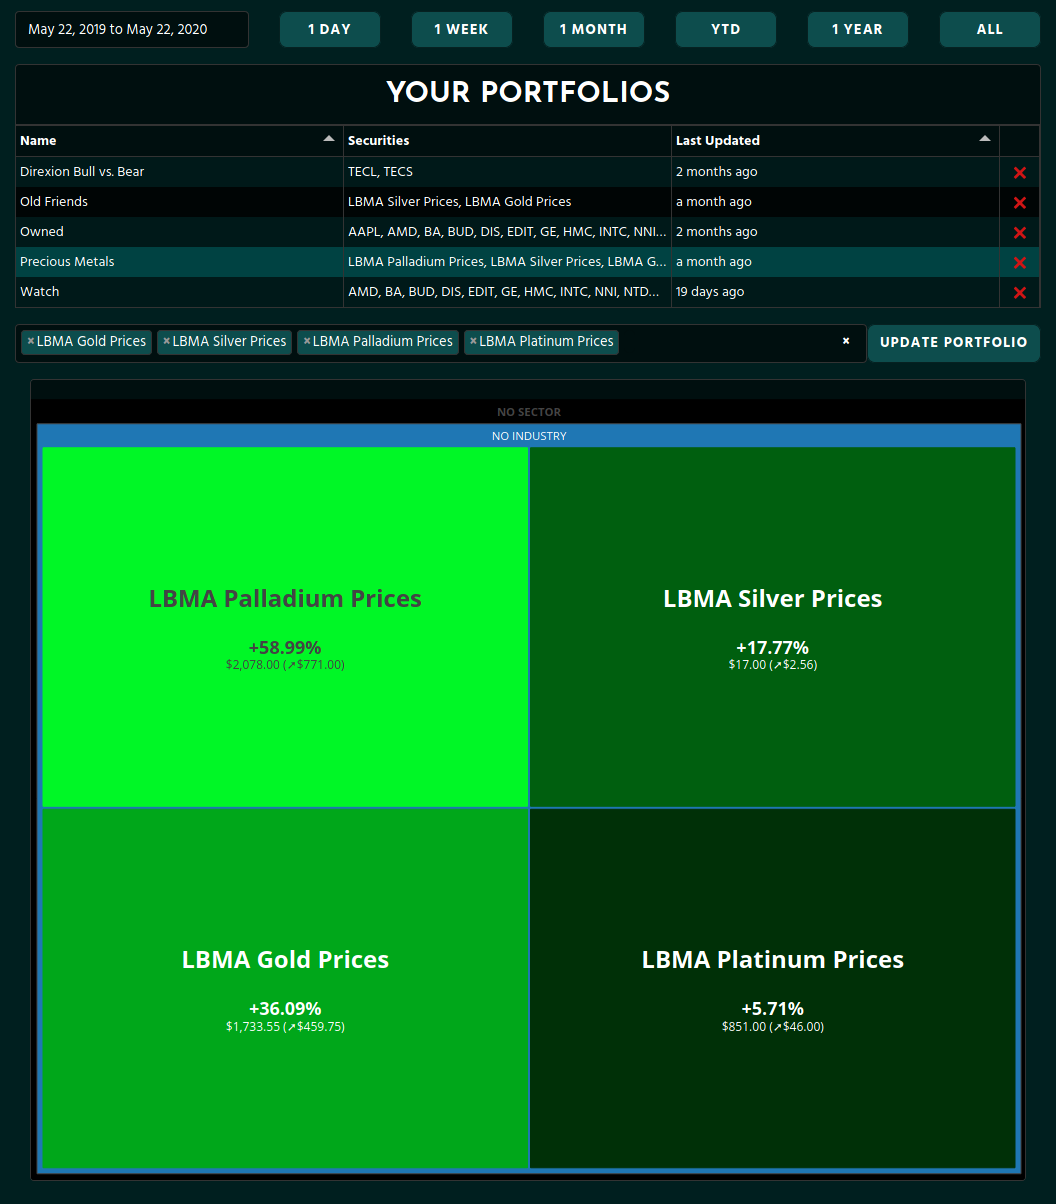 May 22, 2019 to May 22, 2020 1 DAY 1 WEEK 1 MONTH YTD 1 YEAR ALL
YOUR PORTFOLIOS
Name Securities Last Updated
Direxion Bull vs. Bear TECL, TECS 2 months ago
Old Friends LBMA Silver Prices, LBMA Gold Prices a month ago
Owned AAPL, AMD, BA, BUD, DIS, EDIT, GE, HMC, INTC, NNI... 2 months ago
Precious Metals LBMA Palladium Prices, LBMA Silver Prices, LBMA G... a month ago
Watch AMD, BA, BUD, DIS, EDIT, GE, HMC, INTC, NNI, NTD... 19 days ago
×LBMA Gold Prices ×LBMA Silver Prices ×LBMA Palladium Prices ×LBMA Platinum Prices × UPDATE PORTFOLIO
NO SECTOR
NO INDUSTRY
LBMA Palladium Prices
+58.99%
$2,078.00 (↗$771.00)
LBMA Silver Prices
+17.77%
$17.00 (↗$2.56)
LBMA Gold Prices
+36.09%
$1,733.55 (↗$459.75)
LBMA Platinum Prices
+5.71%
$851.00 (↗$46.00)